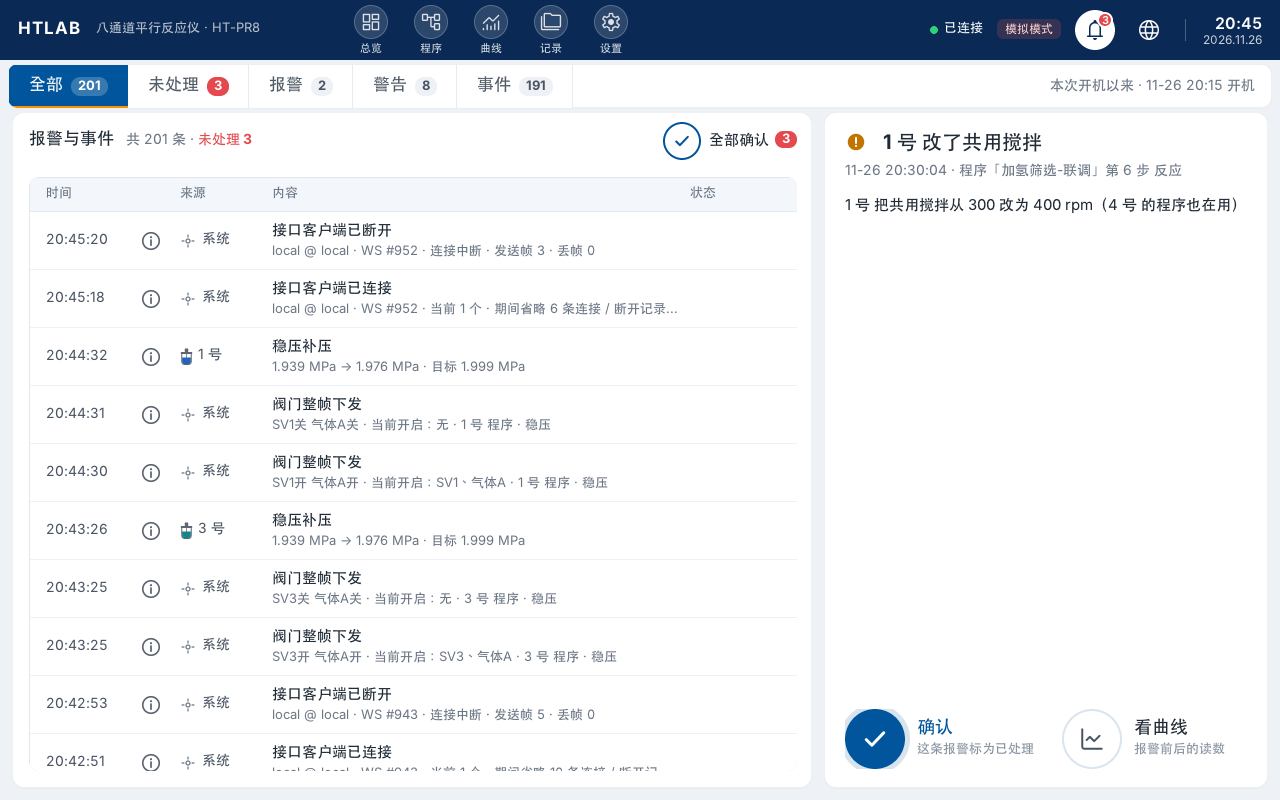 HTLAB 八通道平行反应仪 · HT-PR8
总览 程序 曲线 记录 设置
已连接 模拟模式 3 20:45
2026.11.26
全部 201 未处理 3 报警 2 警告 8 事件 191 本次开机以来 · 11-26 20:15 开机
报警与事件 共 201 条 · 未处理 3 全部确认 3
时间 来源 内容 状态
20:45:20 系统 接口客户端已断开
local @ local · WS #952 · 连接中断 · 发送帧 3 · 丢帧 0
20:45:18 系统 接口客户端已连接
local @ local · WS #952 · 当前 1 个 · 期间省略 6 条连接 / 断开记录...
20:44:32 1 号 稳压补压
1.939 MPa → 1.976 MPa · 目标 1.999 MPa
20:44:31 系统 阀门整帧下发
SV1关 气体A关 · 当前开启：无 · 1 号 程序 · 稳压
20:44:30 系统 阀门整帧下发
SV1开 气体A开 · 当前开启：SV1、气体A · 1 号 程序 · 稳压
20:43:26 3 号 稳压补压
1.939 MPa → 1.976 MPa · 目标 1.999 MPa
20:43:25 系统 阀门整帧下发
SV3关 气体A关 · 当前开启：无 · 3 号 程序 · 稳压
20:43:25 系统 阀门整帧下发
SV3开 气体A开 · 当前开启：SV3、气体A · 3 号 程序 · 稳压
20:42:53 系统 接口客户端已断开
local @ local · WS #943 · 连接中断 · 发送帧 5 · 丢帧 0
20:42:51 系统 接口客户端已连接
1 号 改了共用搅拌
11-26 20:30:04 · 程序「加氢筛选-联调」第 6 步 反应
1 号 把共用搅拌从 300 改为 400 rpm（4 号 的程序也在用）
确认
这条报警标为已处理
看曲线
报警前后的读数